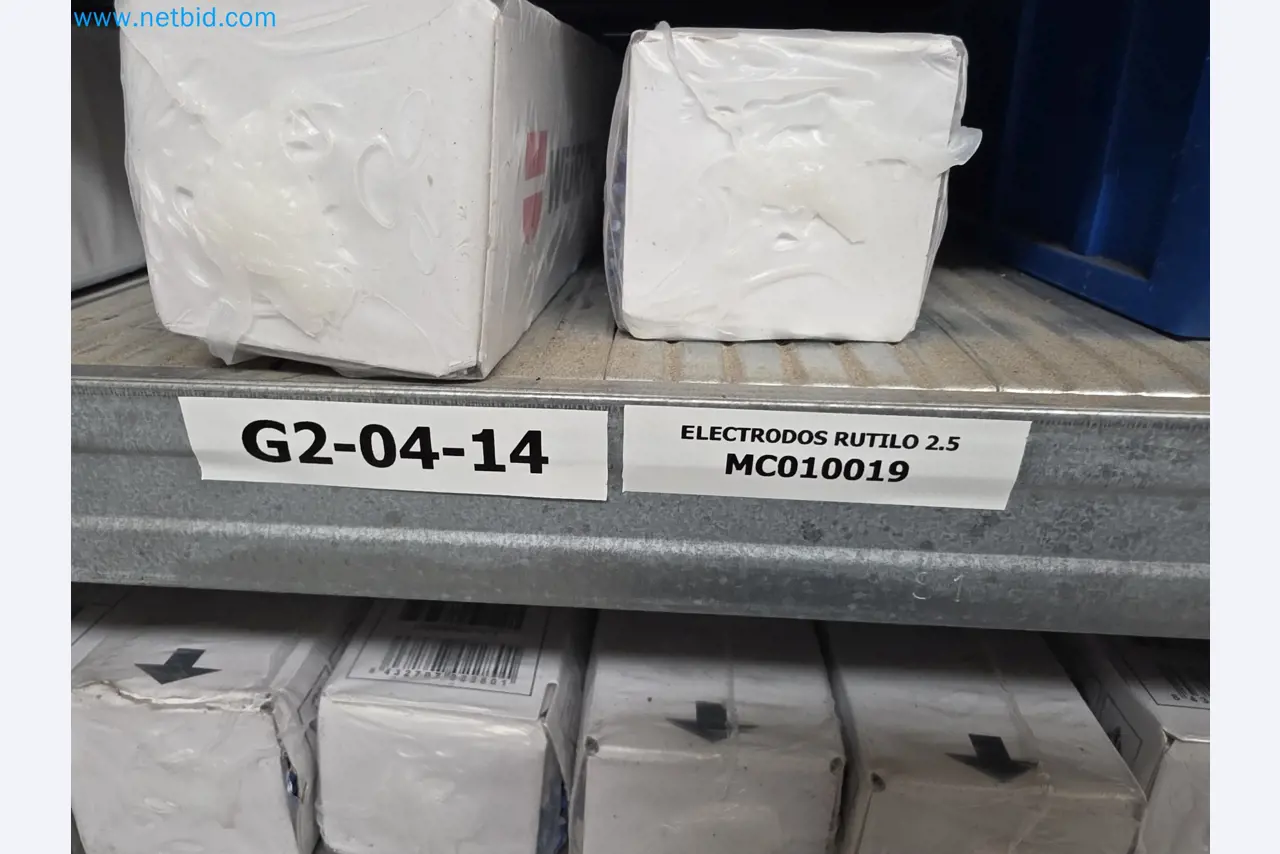 www.netbid.com
G2-04-14
ELECTRODOS RUTILO 2.5
MC010019